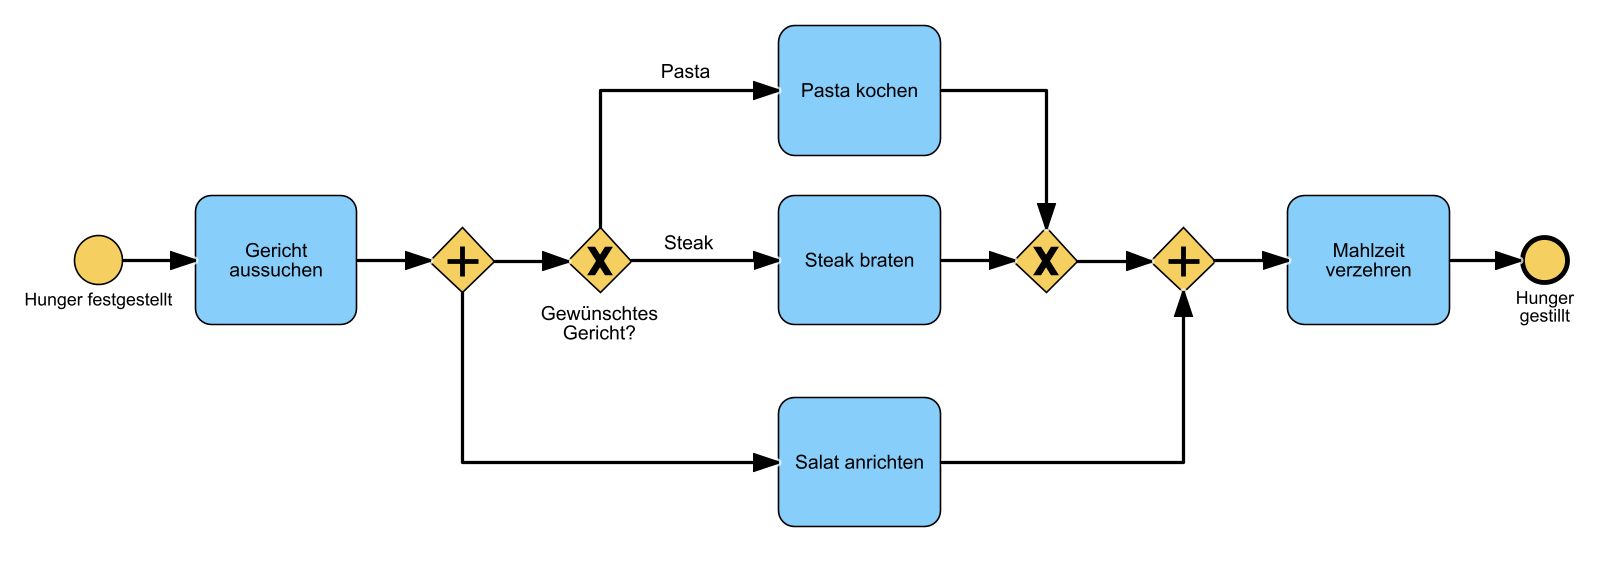 Pasta
Pasta kochen
Hunger festgestellt
Gericht
aussuchen
Gewünschtes
Gericht?
Steak
Steak braten
Mahlzeit
verzehren
Hunger
gestillt
Salat anrichten